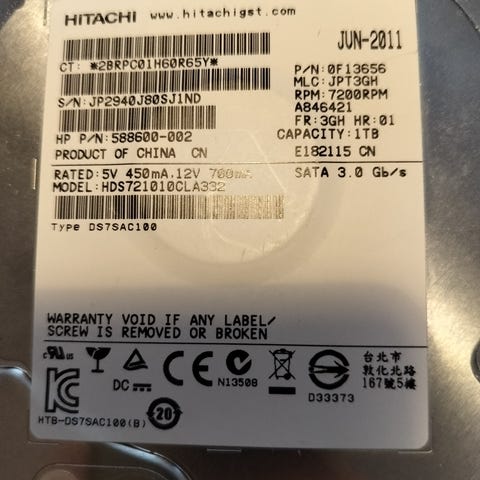 HITACHI www.hitachigst.com
JUN-2011
CT: *2BRPC01H60R65Y*
P/N:0F13656
MLC:JPT3GH
S/N:JP2940J80SJ1ND
RPM:7200RPM
A846421
FR:3GH HR:01
HP P/N:588600-002
CAPACITY:1TB
PRODUCT OF CHINA CN
E182115 CN
RATED:5V 450mA,12V 700mA
SATA 3.0 Gb/s
MODEL:HDS721010CLA332
Type DS7SAC100
WARRANTY VOID IF ANY LABEL/
SCREW IS REMOVED OR BROKEN
DC
N13508
D33373
台北市
敦化北路
167號5樓
HTB-DS7SAC100(B)
20